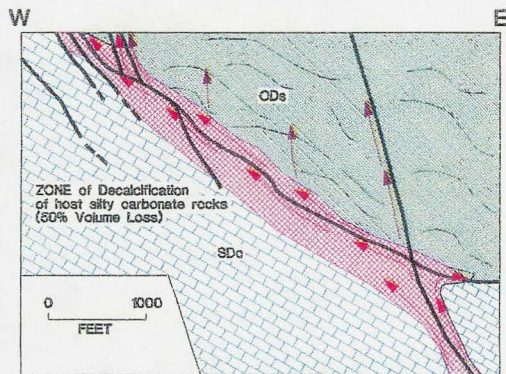 W E
ODs
ZONE of Decalcification
of host silty carbonate rocks
(50% Volume Loss)
SDc
0 1000
FEET